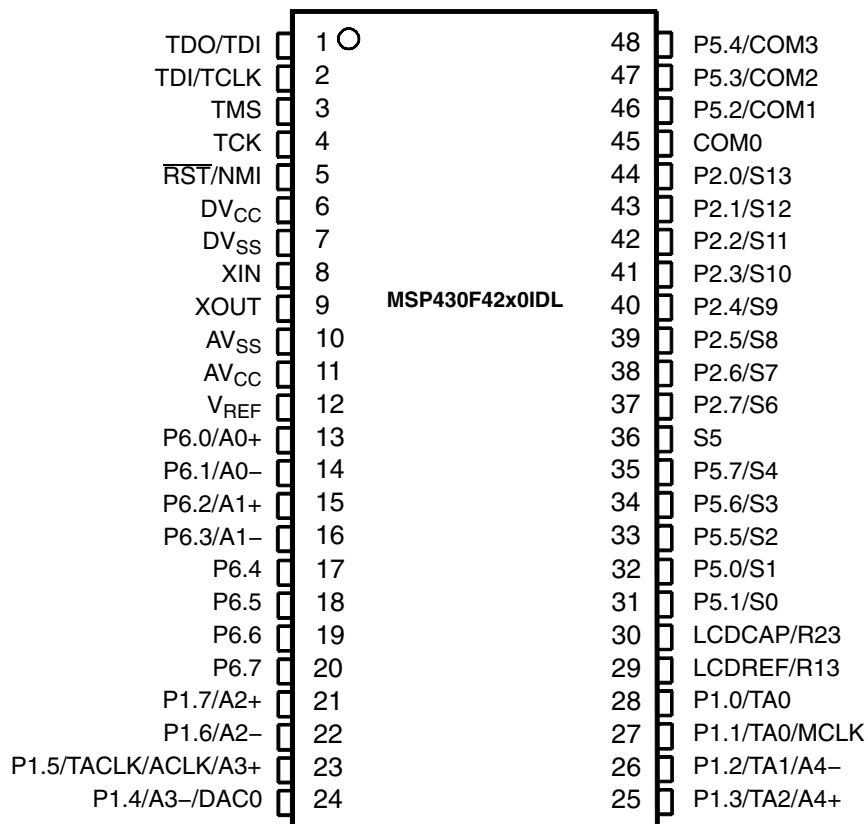 TDO/TDI 1 48 P5.4/COM3
TDI/TCLK 2 47 P5.3/COM2
TMS 3 46 P5.2/COM1
TCK 4 45 COM0
R̅S̅T̅/NMI 5 44 P2.0/S13
DVCC 6 43 P2.1/S12
DVSS 7 42 P2.2/S11
XIN 8 41 P2.3/S10
XOUT 9 MSP430F42x0IDL 40 P2.4/S9
AVSS 10 39 P2.5/S8
AVCC 11 38 P2.6/S7
VREF 12 37 P2.7/S6
P6.0/A0+ 13 36 S5
P6.1/A0− 14 35 P5.7/S4
P6.2/A1+ 15 34 P5.6/S3
P6.3/A1− 16 33 P5.5/S2
P6.4 17 32 P5.0/S1
P6.5 18 31 P5.1/S0
P6.6 19 30 LCDCAP/R23
P6.7 20 29 LCDREF/R13
P1.7/A2+ 21 28 P1.0/TA0
P1.6/A2− 22 27 P1.1/TA0/MCLK
P1.5/TACLK/ACLK/A3+ 23 26 P1.2/TA1/A4−
P1.4/A3−/DAC0 24 25 P1.3/TA2/A4+